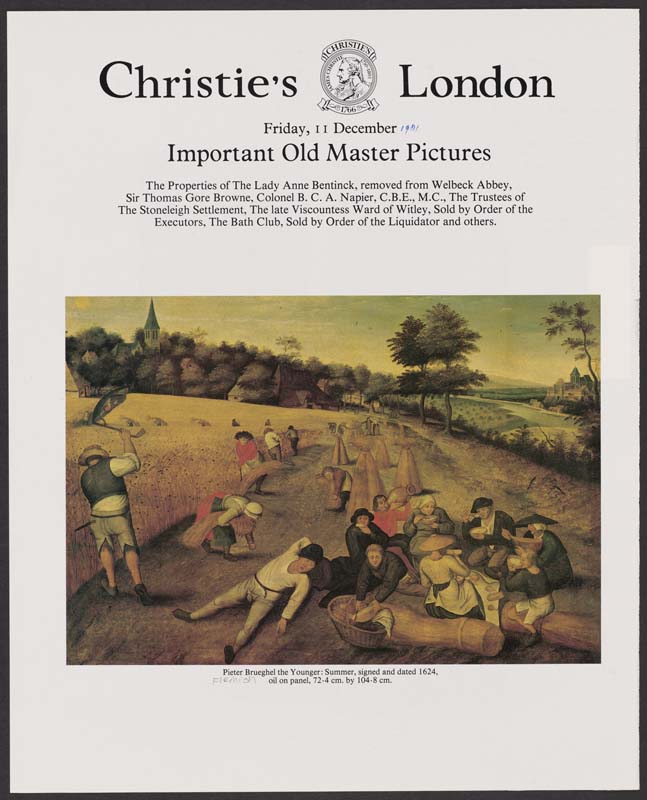 Christie's London
CHRISTIE'S
1766
Friday, 11 December
Important Old Master Pictures
The Properties of The Lady Anne Bentinck, removed from Welbeck Abbey,
Sir Thomas Gore Browne, Colonel B. C. A. Napier, C.B.E., M.C., The Trustees of
The Stoneleigh Settlement, The late Viscountess Ward of Witley, Sold by Order of the
Executors, The Bath Club, Sold by Order of the Liquidator and others.
Pieter Brueghel the Younger: Summer, signed and dated 1624,
oil on panel, 72·4 cm. by 104·8 cm.